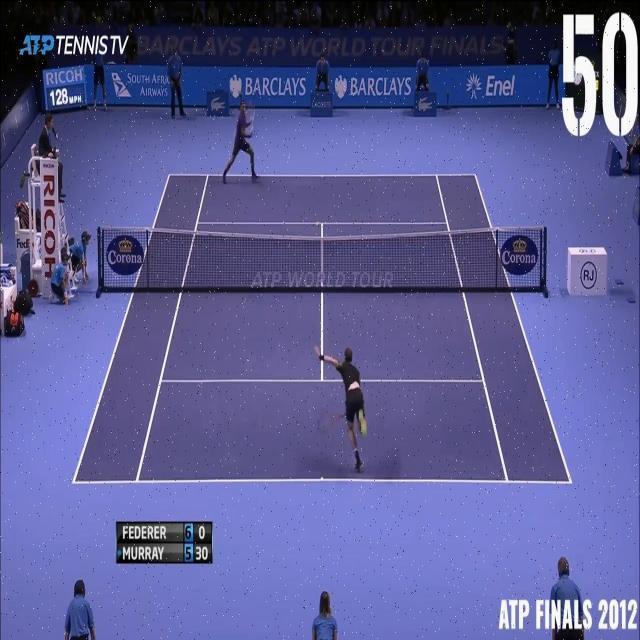 ATP TENNIS TV
50
BARCLAYS ATP WORLD TOUR FINALS
RICOH
128 MPH
SOUTH AFRICAN
AIRWAYS
BARCLAYS
BARCLAYS
Enel
RICOH
FedEx
Corona
Corona
RJ
ATP WORLD TOUR
FEDERER 6 0
MURRAY 5 30
ATP FINALS 2012